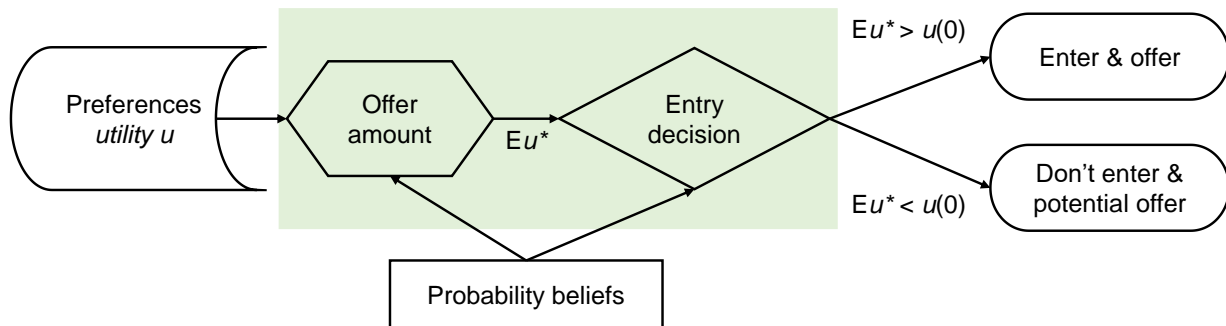 Preferences
utility u
Offer
amount
Eu*
Entry
decision
Eu* > u(0)
Enter & offer
Eu* < u(0)
Don't enter &
potential offer
Probability beliefs